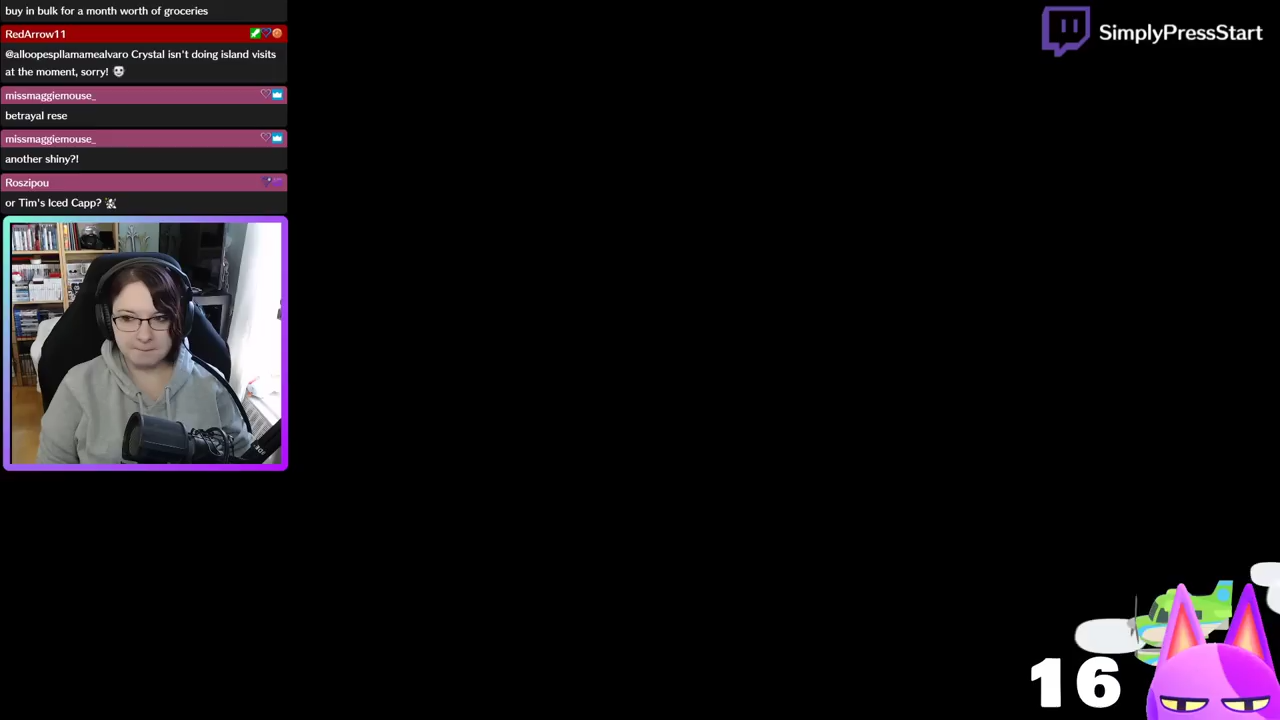 buy in bulk for a month worth of groceries
RedArrow11
@alloopespllamamealvaro Crystal isn't doing island visits
at the moment, sorry!
missmaggiemouse_
betrayal rese
missmaggiemouse_
another shiny?!
Roszipou
or Tim's Iced Capp?
SimplyPressStart
16